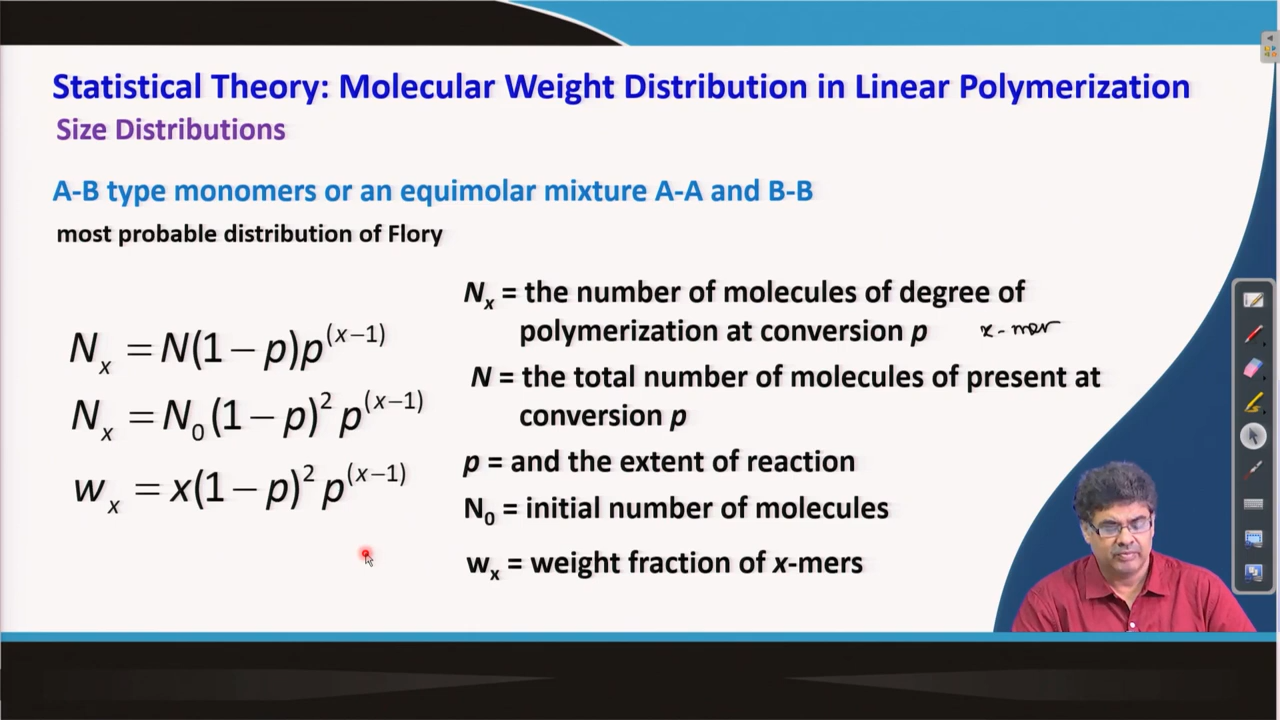 Statistical Theory: Molecular Weight Distribution in Linear Polymerization
Size Distributions
A-B type monomers or an equimolar mixture A-A and B-B
most probable distribution of Flory
Nₓ = N(1 − p)p⁽ˣ⁻¹⁾
Nₓ = N₀(1 − p)² p⁽ˣ⁻¹⁾
wₓ = x(1 − p)² p⁽ˣ⁻¹⁾
Nₓ = the number of molecules of degree of
polymerization at conversion p x-mer
N = the total number of molecules of present at
conversion p
p = and the extent of reaction
N₀ = initial number of molecules
wₓ = weight fraction of x-mers